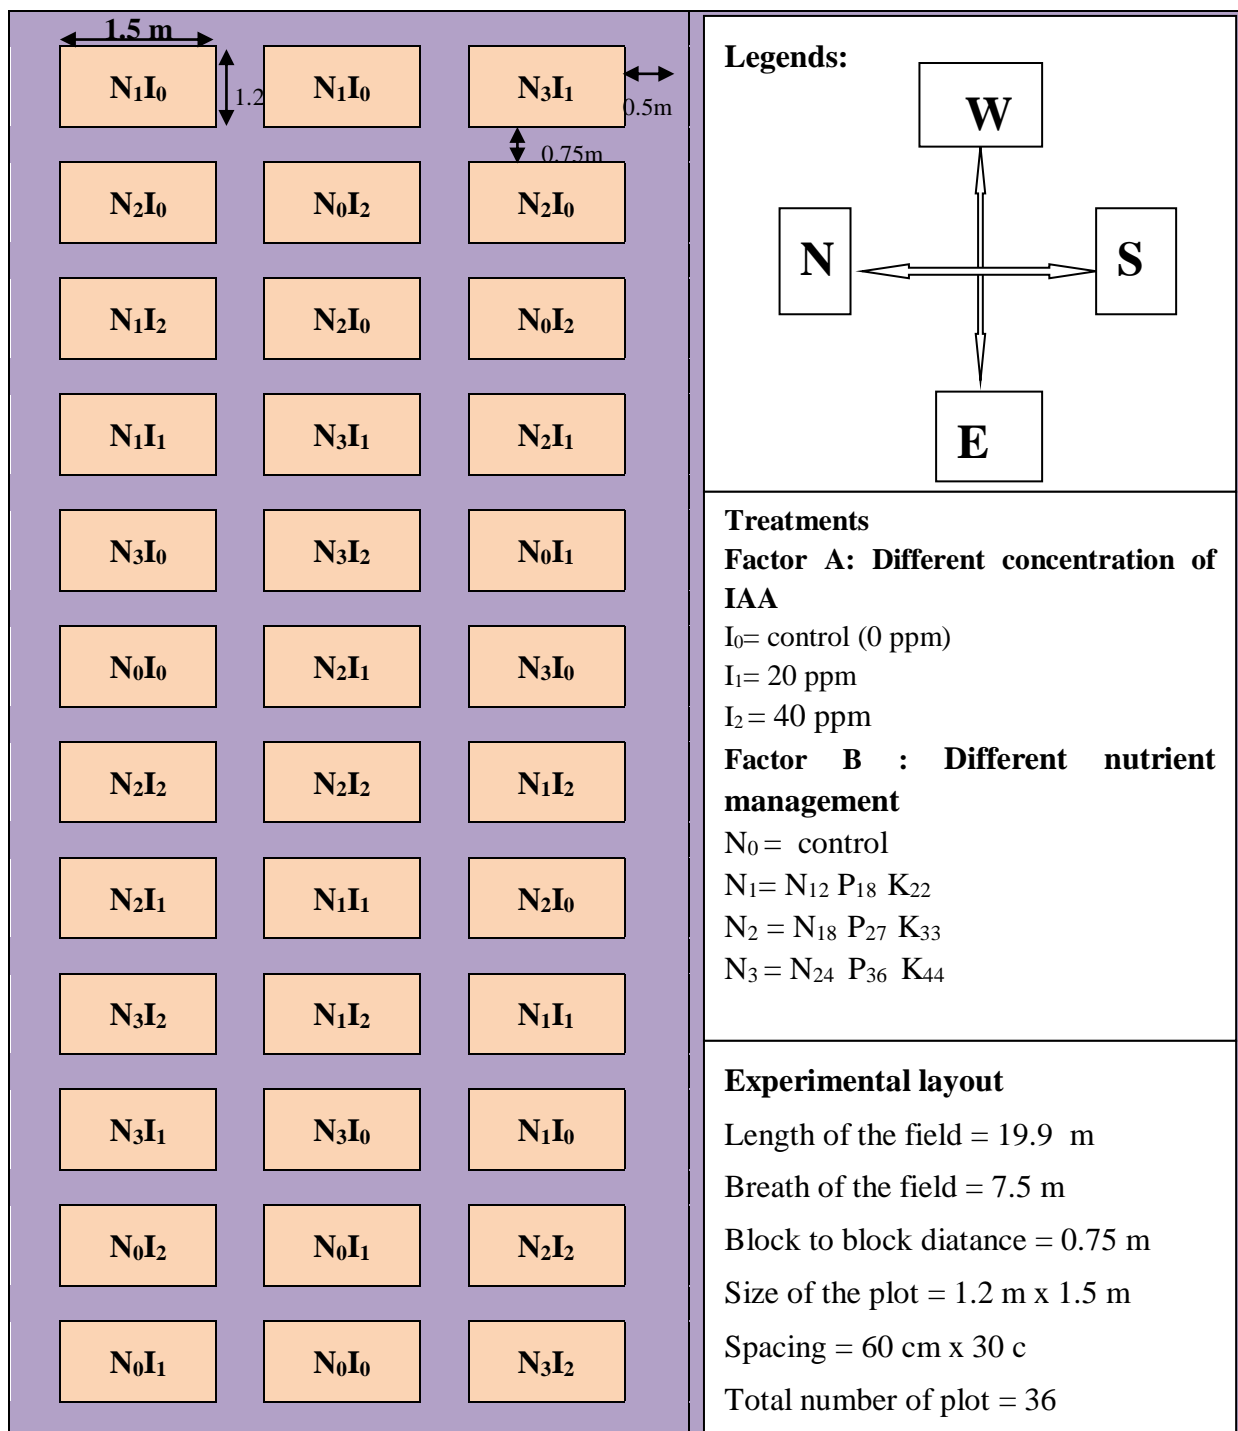 1.5 m
N₁I₀ N₁I₀ N₃I₁
1.2
0.5m
0.75m
N₂I₀ N₀I₂ N₂I₀
N₁I₂ N₂I₀ N₀I₂
N₁I₁ N₃I₁ N₂I₁
N₃I₀ N₃I₂ N₀I₁
N₀I₀ N₂I₁ N₃I₀
N₂I₂ N₂I₂ N₁I₂
N₂I₁ N₁I₁ N₂I₀
N₃I₂ N₁I₂ N₁I₁
N₃I₁ N₃I₀ N₁I₀
N₀I₂ N₀I₁ N₂I₂
N₀I₁ N₀I₀ N₃I₂
Legends:
W
N S
E
Treatments
Factor A: Different concentration of
IAA
I₀= control (0 ppm)
I₁= 20 ppm
I₂ = 40 ppm
Factor B : Different nutrient
management
N₀ = control
N₁= N₁₂ P₁₈ K₂₂
N₂ = N₁₈ P₂₇ K₃₃
N₃ = N₂₄ P₃₆ K₄₄
Experimental layout
Length of the field = 19.9 m
Breath of the field = 7.5 m
Block to block diatance = 0.75 m
Size of the plot = 1.2 m x 1.5 m
Spacing = 60 cm x 30 c
Total number of plot = 36